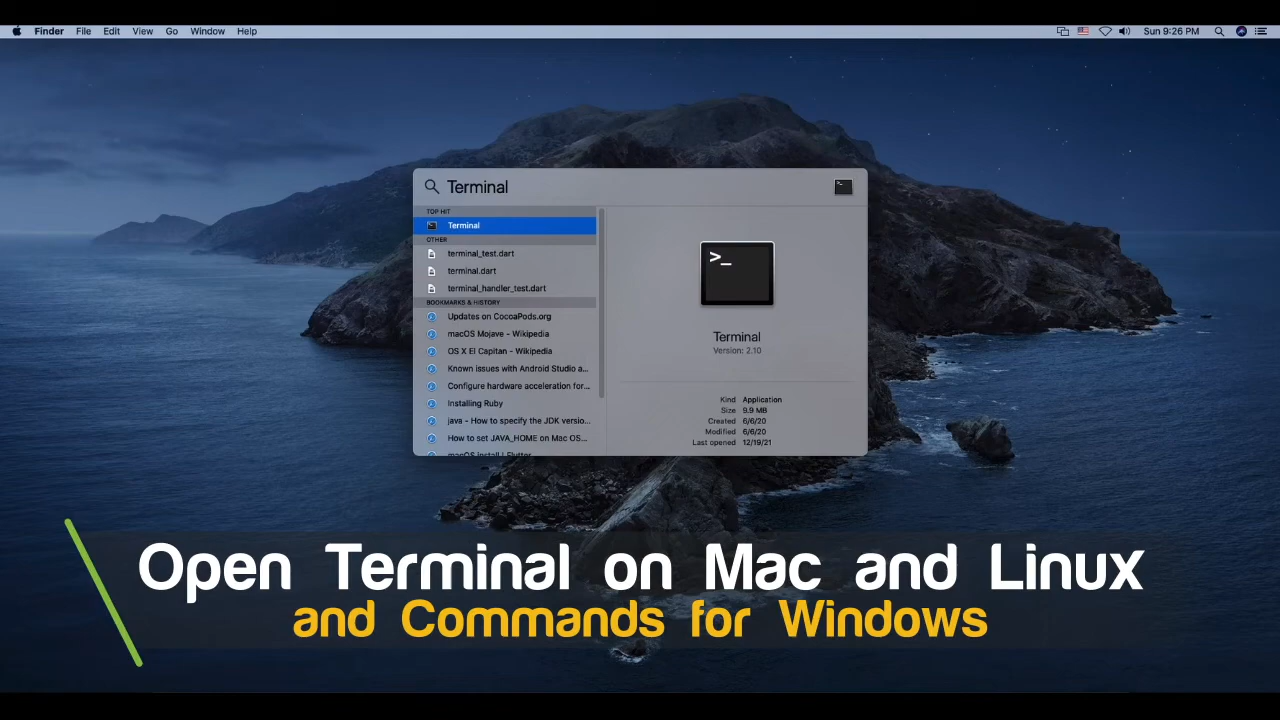 Finder File Edit View Go Window Help Sun 9:26 PM
Terminal
TOP HIT
Terminal
OTHER
terminal_test.dart
terminal.dart
terminal_handler_test.dart
BOOKMARKS & HISTORY
Updates on CocoaPods.org
macOS Mojave - Wikipedia
OS X El Capitan - Wikipedia
Known issues with Android Studio a...
Configure hardware acceleration for...
Installing Ruby
java - How to specify the JDK versio...
How to set JAVA_HOME on Mac OS...
macOS install | Flutter
>_
Terminal
Version: 2.10
Kind Application
Size 9.9 MB
Created 6/6/20
Modified 6/6/20
Last opened 12/19/21
Open Terminal on Mac and Linux
and Commands for Windows